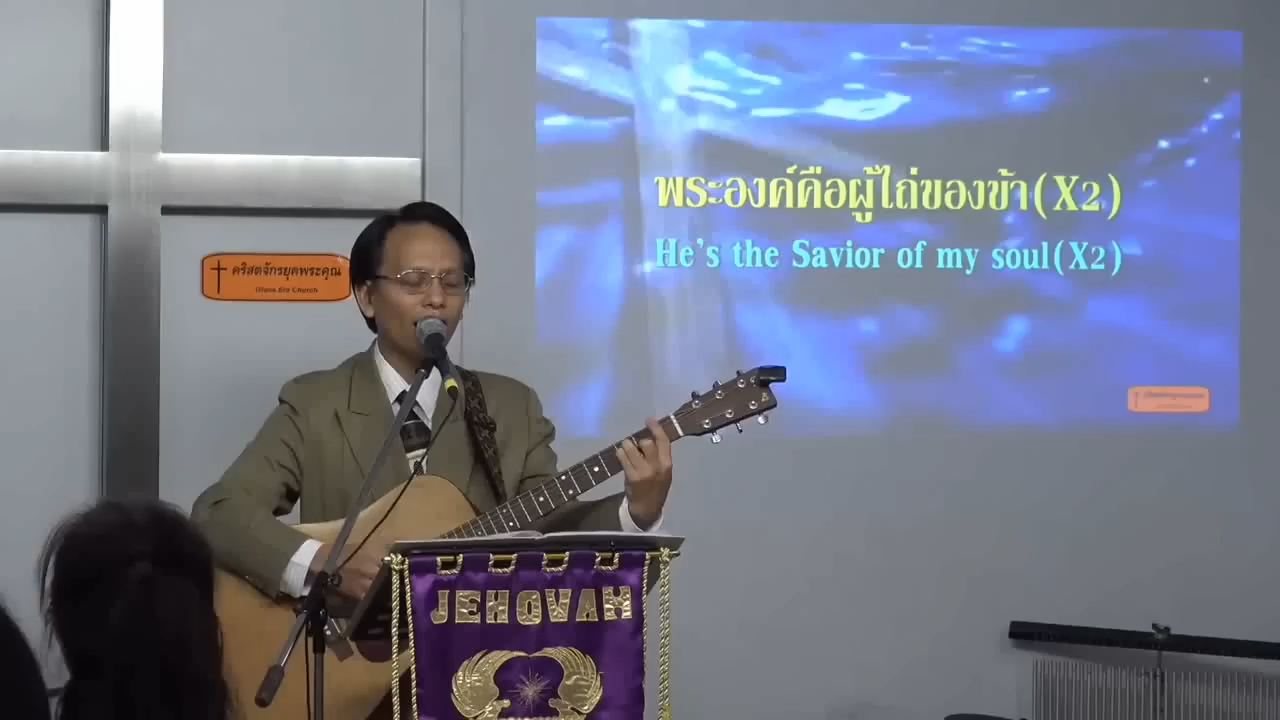 พระองค์คือผู้ไถ่ของข้า(X2)
He's the Savior of my soul(X2)
คริสตจักรยุคพระคุณ
Church
JEHOVAH